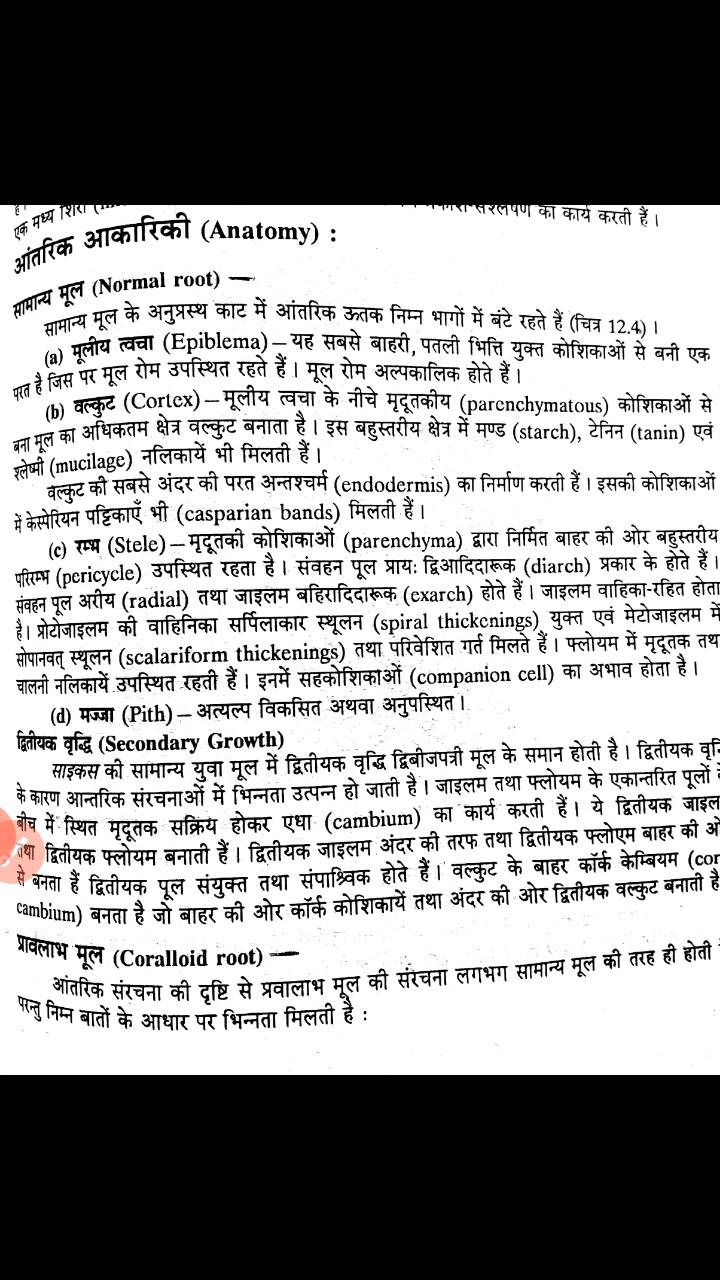 एक मध्य शिरा का कार्य करती हैं।
आंतरिक आकारिकी (Anatomy) :
सामान्य मूल (Normal root) —
सामान्य मूल के अनुप्रस्थ काट में आंतरिक ऊतक निम्न भागों में बंटे रहते हैं (चित्र 12.4)।
(a) मूलीय त्वचा (Epiblema) – यह सबसे बाहरी, पतली भित्ति युक्त कोशिकाओं से बनी एक
परत है जिस पर मूल रोम उपस्थित रहते हैं। मूल रोम अल्पकालिक होते हैं।
(b) वल्कुट (Cortex) – मूलीय त्वचा के नीचे मृदूतकीय (parenchymatous) कोशिकाओं से
बना मूल का अधिकतम क्षेत्र वल्कुट बनाता है। इस बहुस्तरीय क्षेत्र में मण्ड (starch), टेनिन (tanin) एवं
श्लेष्मी (mucilage) नलिकायें भी मिलती हैं।
वल्कुट की सबसे अंदर की परत अन्तश्चर्म (endodermis) का निर्माण करती हैं। इसकी कोशिकाओं
में केस्पेरियन पट्टिकाएँ भी (casparian bands) मिलती हैं।
(c) रम्भ (Stele) – मृदूतकी कोशिकाओं (parenchyma) द्वारा निर्मित बाहर की ओर बहुस्तरीय
परिरम्भ (pericycle) उपस्थित रहता है। संवहन पूल प्रायः द्विआदिदारूक (diarch) प्रकार के होते हैं।
संवहन पूल अरीय (radial) तथा जाइलम बहिरादिदारूक (exarch) होते हैं। जाइलम वाहिका-रहित होता
है। प्रोटोजाइलम की वाहिनिका सर्पिलाकार स्थूलन (spiral thickenings) युक्त एवं मेटोजाइलम में
सोपानवत् स्थूलन (scalariform thickenings) तथा परिवेशित गर्त मिलते हैं। फ्लोयम में मृदूतक तथा
चालनी नलिकायें उपस्थित रहती हैं। इनमें सहकोशिकाओं (companion cell) का अभाव होता है।
(d) मज्जा (Pith) – अत्यल्प विकसित अथवा अनुपस्थित।
द्वितीयक वृद्धि (Secondary Growth)
साइकस की सामान्य युवा मूल में द्वितीयक वृद्धि द्विबीजपत्री मूल के समान होती है। द्वितीयक
के कारण आन्तरिक संरचनाओं में भिन्नता उत्पन्न हो जाती है। जाइलम तथा फ्लोयम के एकान्तरित पूलों
बीच में स्थित मृदूतक सक्रिय होकर एधा (cambium) का कार्य करती हैं। ये द्वितीयक जाइल
तथा द्वितीयक फ्लोयम बनाती हैं। द्वितीयक जाइलम अंदर की तरफ तथा द्वितीयक फ्लोएम बाहर की ओ
से बनता हैं द्वितीयक पूल संयुक्त तथा संपाश्र्विक होते हैं। वल्कुट के बाहर कॉर्क केम्बियम (cor
cambium) बनता है जो बाहर की ओर कॉर्क कोशिकायें तथा अंदर की ओर द्वितीयक वल्कुट बनाती है
प्रावलाभ मूल (Coralloid root) —
आंतरिक संरचना की दृष्टि से प्रवालाभ मूल की संरचना लगभग सामान्य मूल की तरह ही होती
परन्तु निम्न बातों के आधार पर भिन्नता मिलती है :